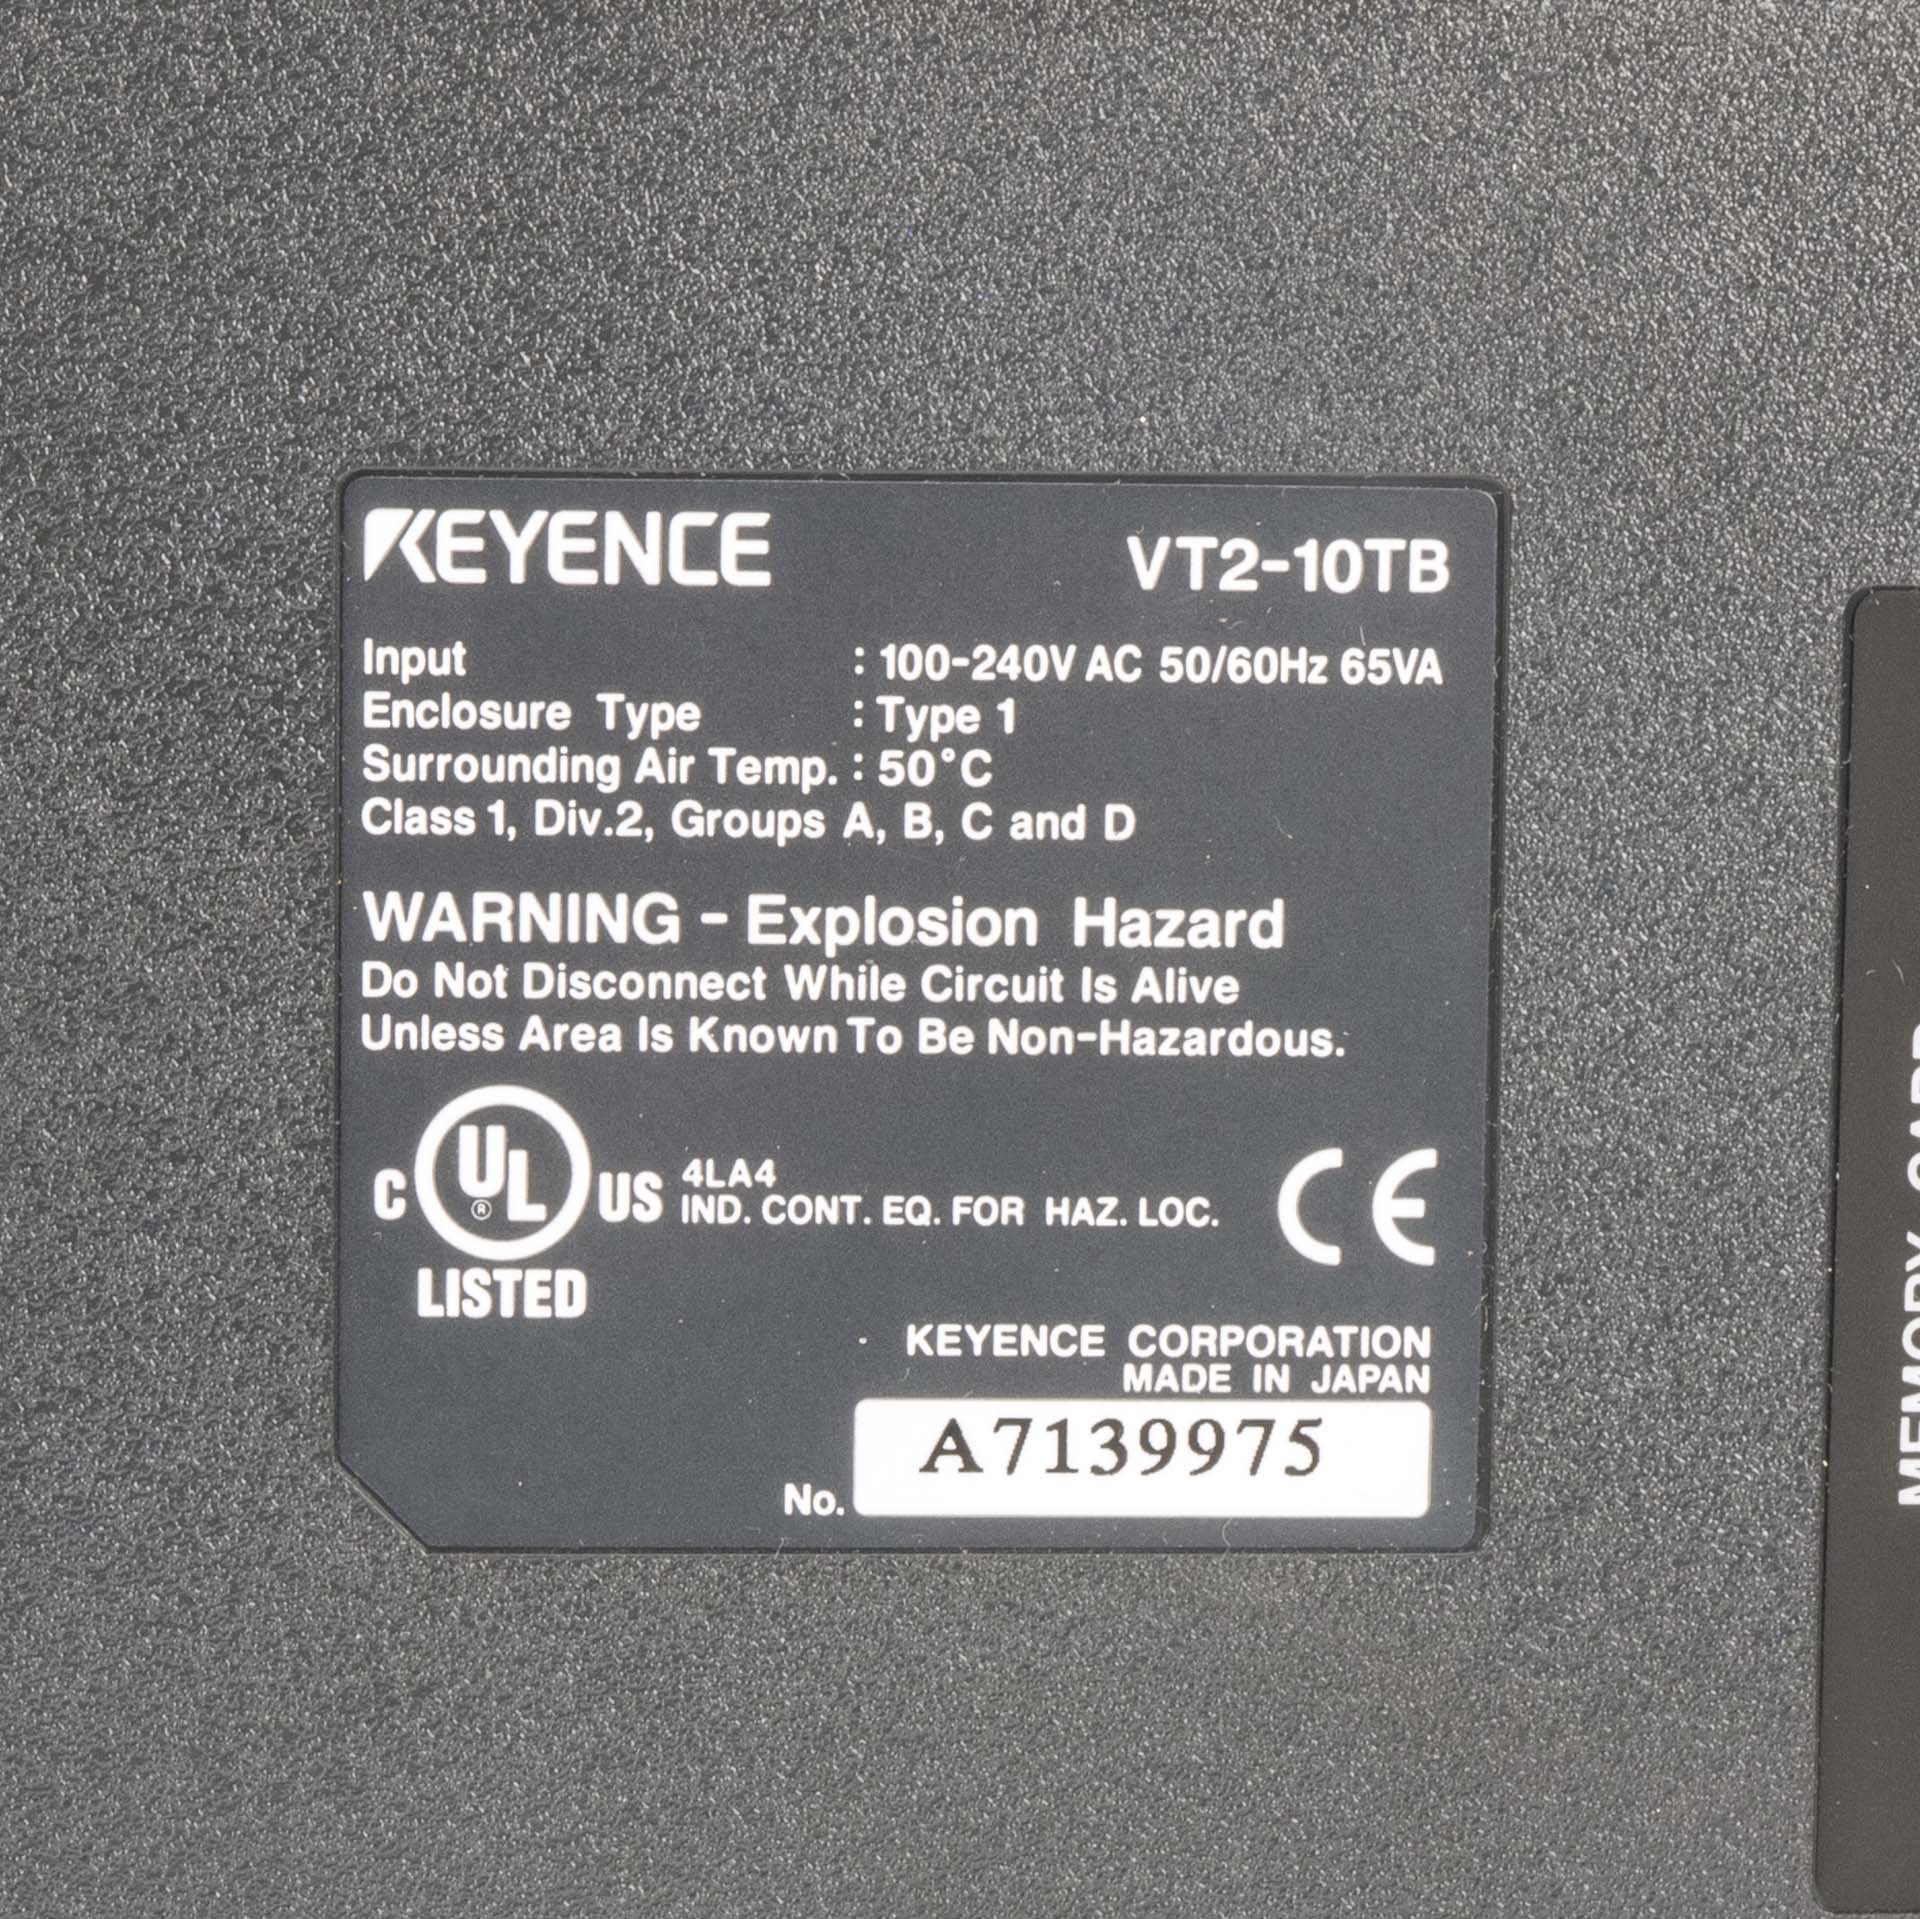 KEYENCE VT2-10TB
Input : 100-240V AC 50/60Hz 65VA
Enclosure Type : Type 1
Surrounding Air Temp. : 50°C
Class 1, Div.2, Groups A, B, C and D
WARNING - Explosion Hazard
Do Not Disconnect While Circuit Is Alive
Unless Area Is Known To Be Non-Hazardous.
C UL ® US
LISTED
4LA4
IND. CONT. EQ. FOR HAZ. LOC.
CE
KEYENCE CORPORATION
MADE IN JAPAN
No. A7139975
MEMORY CARD